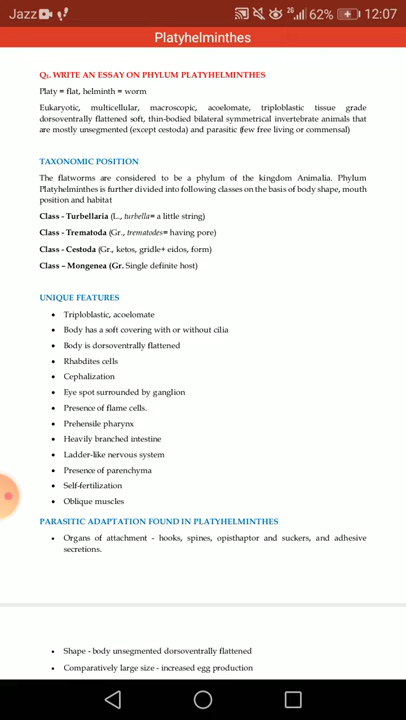 Jazz 26 62% 12:07
Platyhelminthes
Q1. WRITE AN ESSAY ON PHYLUM PLATYHELMINTHES
Platy = flat, helminth = worm
Eukaryotic, multicellular, macroscopic, acoelomate, triploblastic tissue grade
dorsoventrally flattened soft, thin-bodied bilateral symmetrical invertebrate animals that
are mostly unsegmented (except cestoda) and parasitic (few free living or commensal)
TAXONOMIC POSITION
The flatworms are considered to be a phylum of the kingdom Animalia. Phylum
Platyhelminthes is further divided into following classes on the basis of body shape, mouth
position and habitat
Class - Turbellaria (L., turbella= a little string)
Class - Trematoda (Gr., trematodes= having pore)
Class - Cestoda (Gr., ketos, gridle+ eidos, form)
Class – Mongenea (Gr. Single definite host)
UNIQUE FEATURES
• Triploblastic, acoelomate
• Body has a soft covering with or without cilia
• Body is dorsoventrally flattened
• Rhabdites cells
• Cephalization
• Eye spot surrounded by ganglion
• Presence of flame cells.
• Prehensile pharynx
• Heavily branched intestine
• Ladder-like nervous system
• Presence of parenchyma
• Self-fertilization
• Oblique muscles
PARASITIC ADAPTATION FOUND IN PLATYHELMINTHES
• Organs of attachment - hooks, spines, opisthaptor and suckers, and adhesive
secretions.
• Shape - body unsegmented dorsoventrally flattened
• Comparatively large size - increased egg production